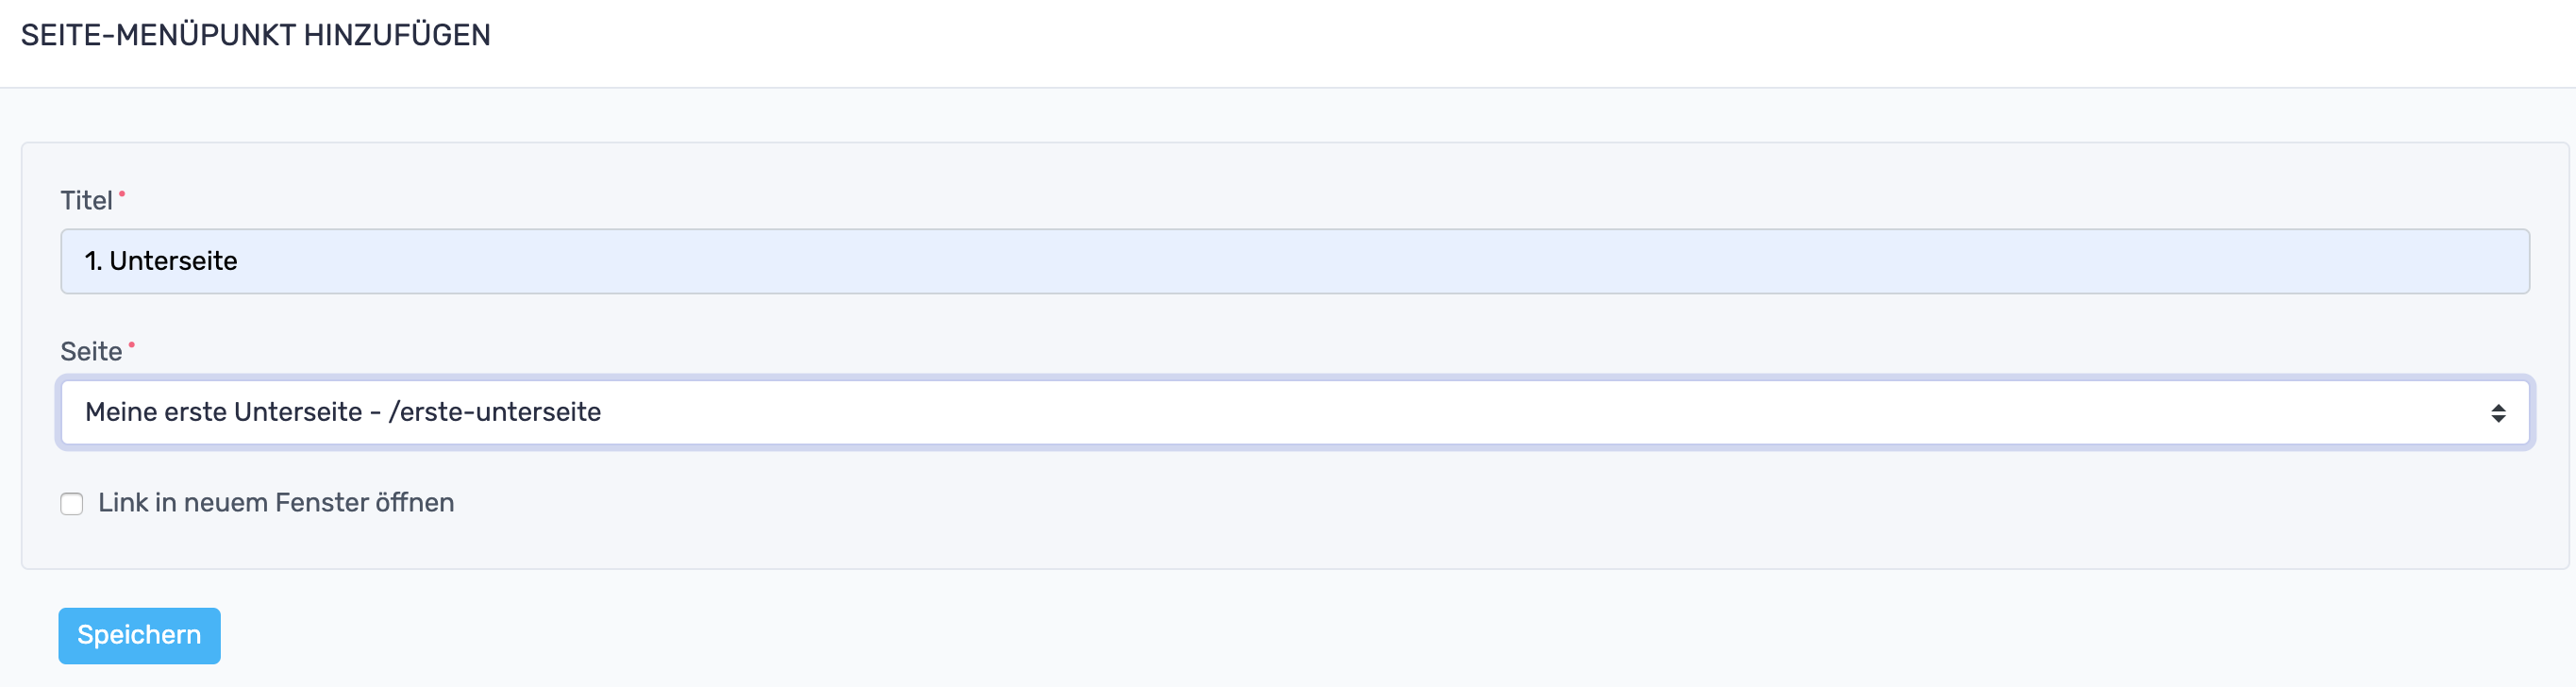 SEITE-MENÜPUNKT HINZUFÜGEN
Titel •
1. Unterseite
Seite •
Meine erste Unterseite - /erste-unterseite
Link in neuem Fenster öffnen
Speichern